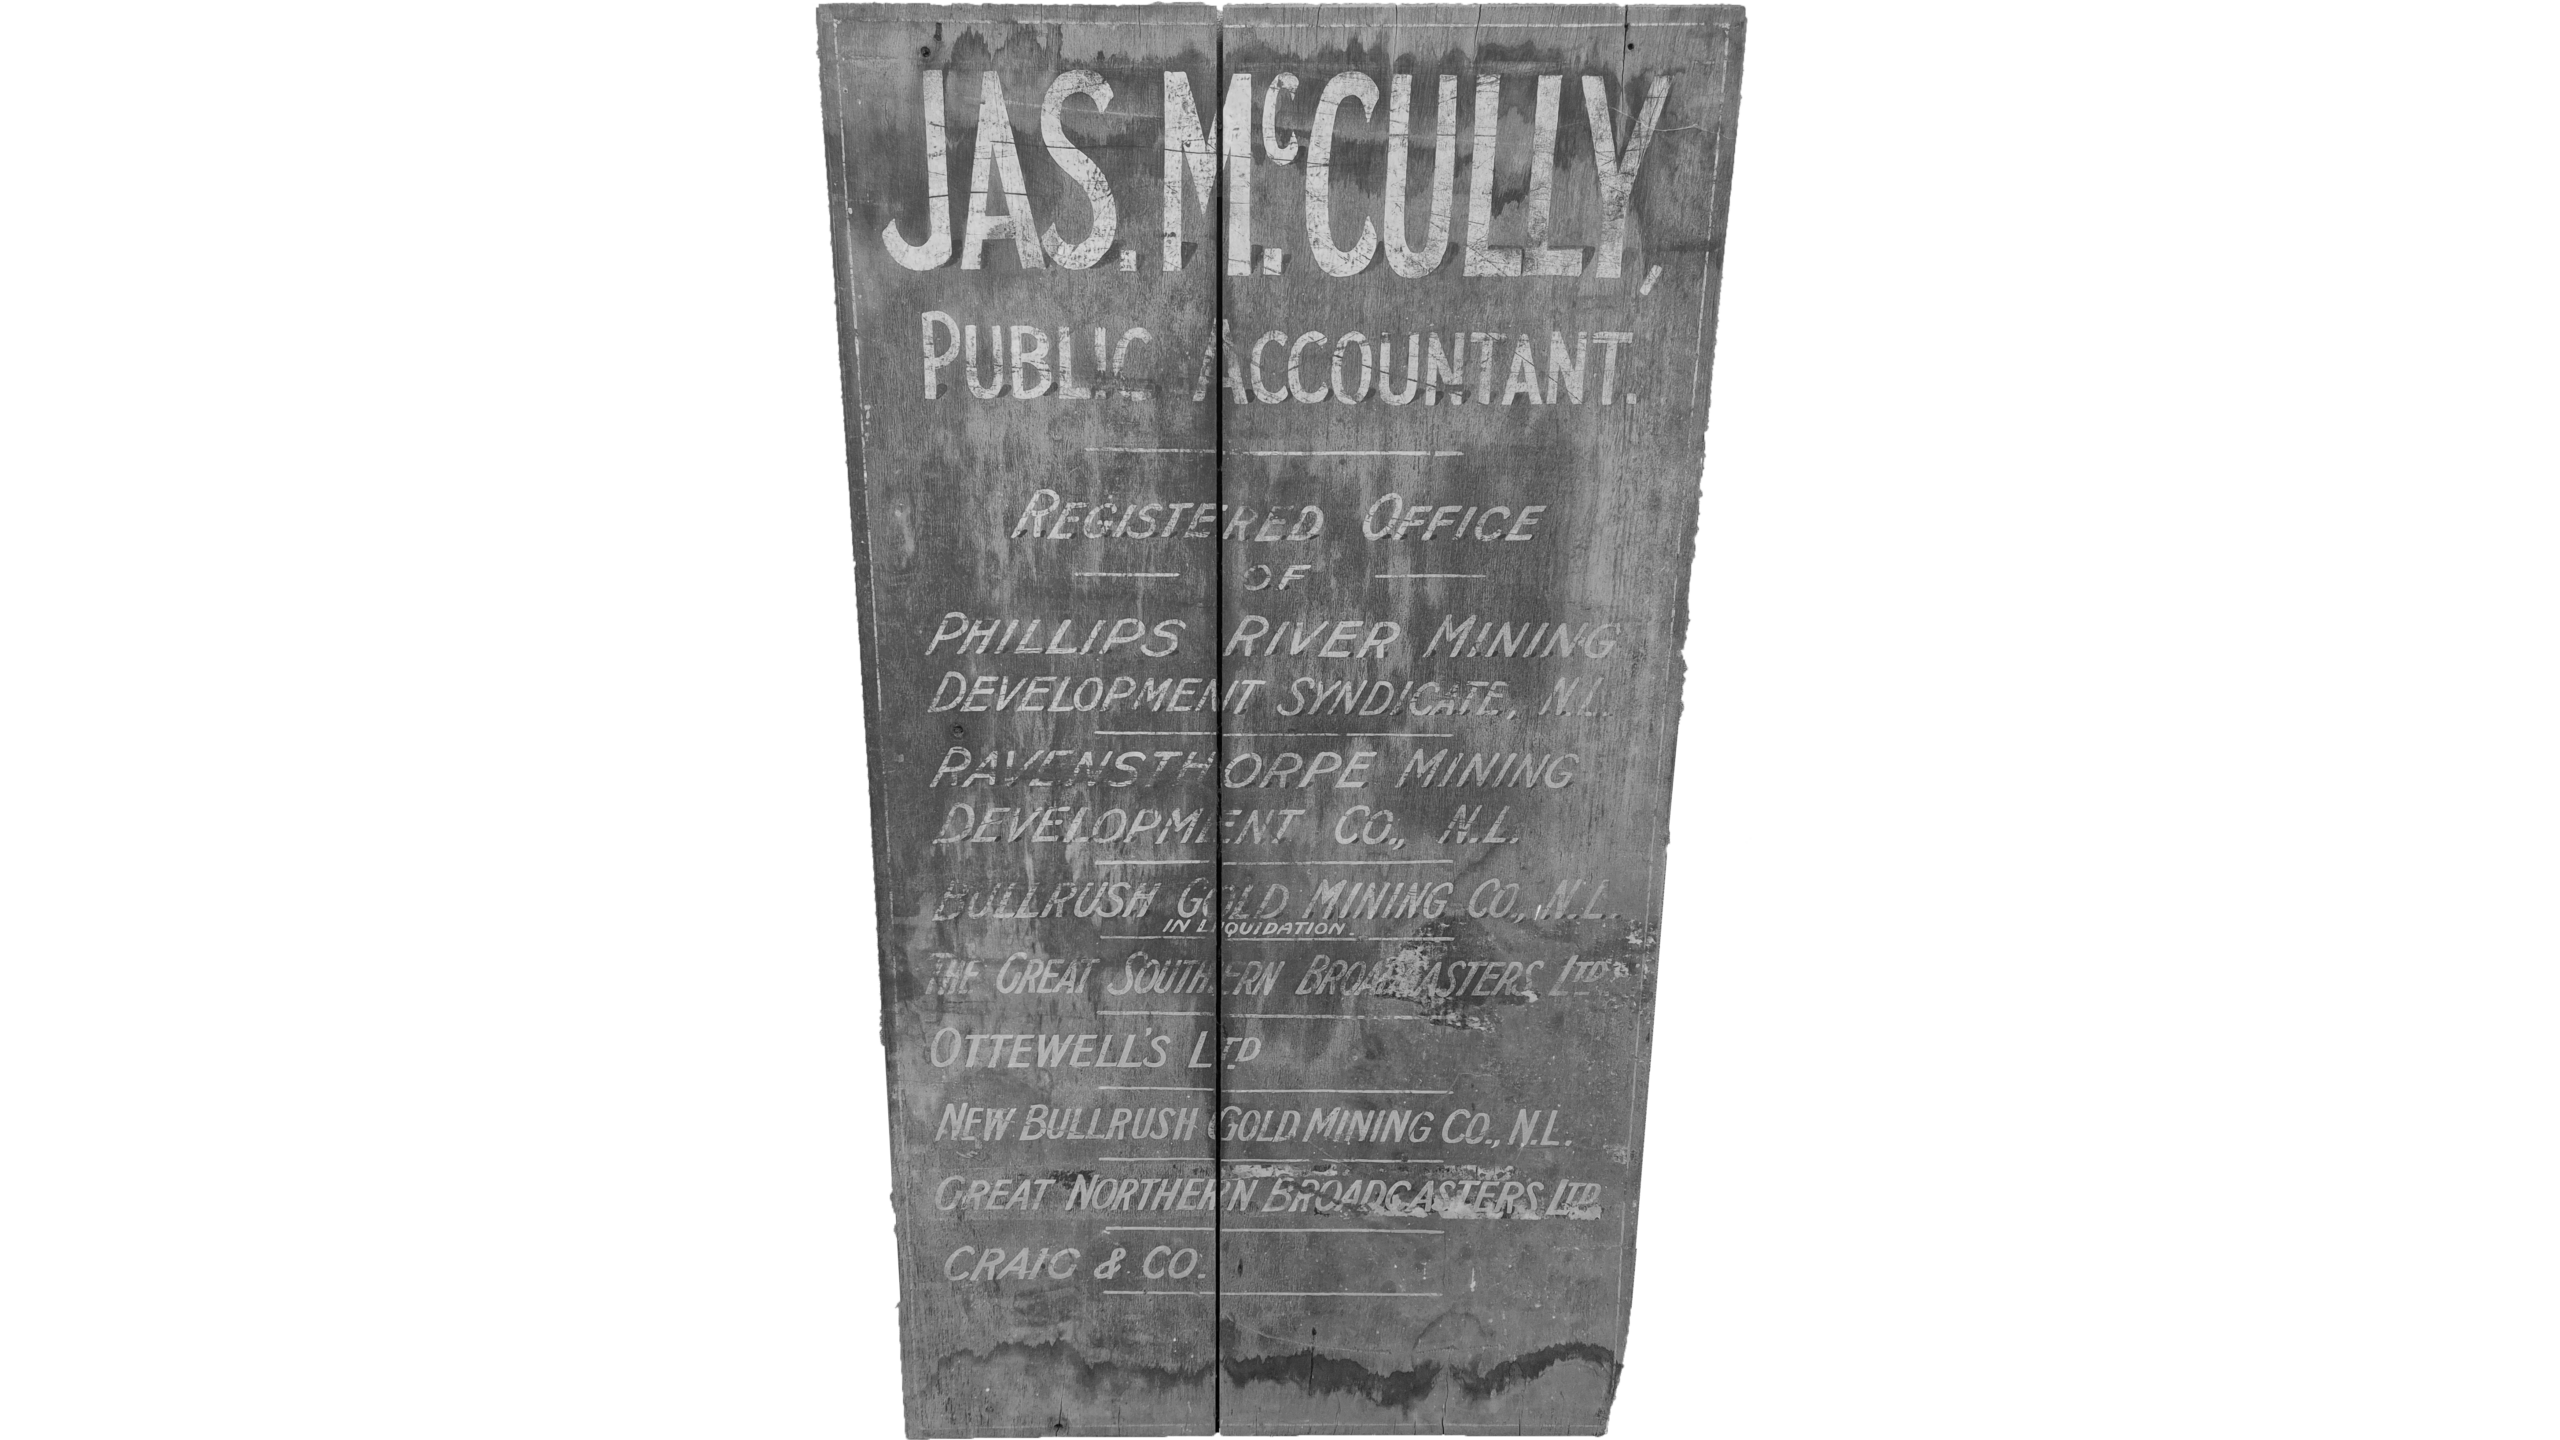 JAS. McCULLY,
PUBLIC ACCOUNTANT.
REGISTERED OFFICE
OF
PHILLIPS RIVER MINING
DEVELOPMENT SYNDICATE, N.L.
RAVENSTHORPE MINING
DEVELOPMENT CO., N.L.
BULLRUSH GOLD MINING CO., N.L.
IN LIQUIDATION.
THE GREAT SOUTHERN BROADCASTERS LTD
OTTEWELL'S LTD
NEW BULLRUSH GOLD MINING CO., N.L.
GREAT NORTHERN BROADCASTERS LTD
CRAIG & CO.